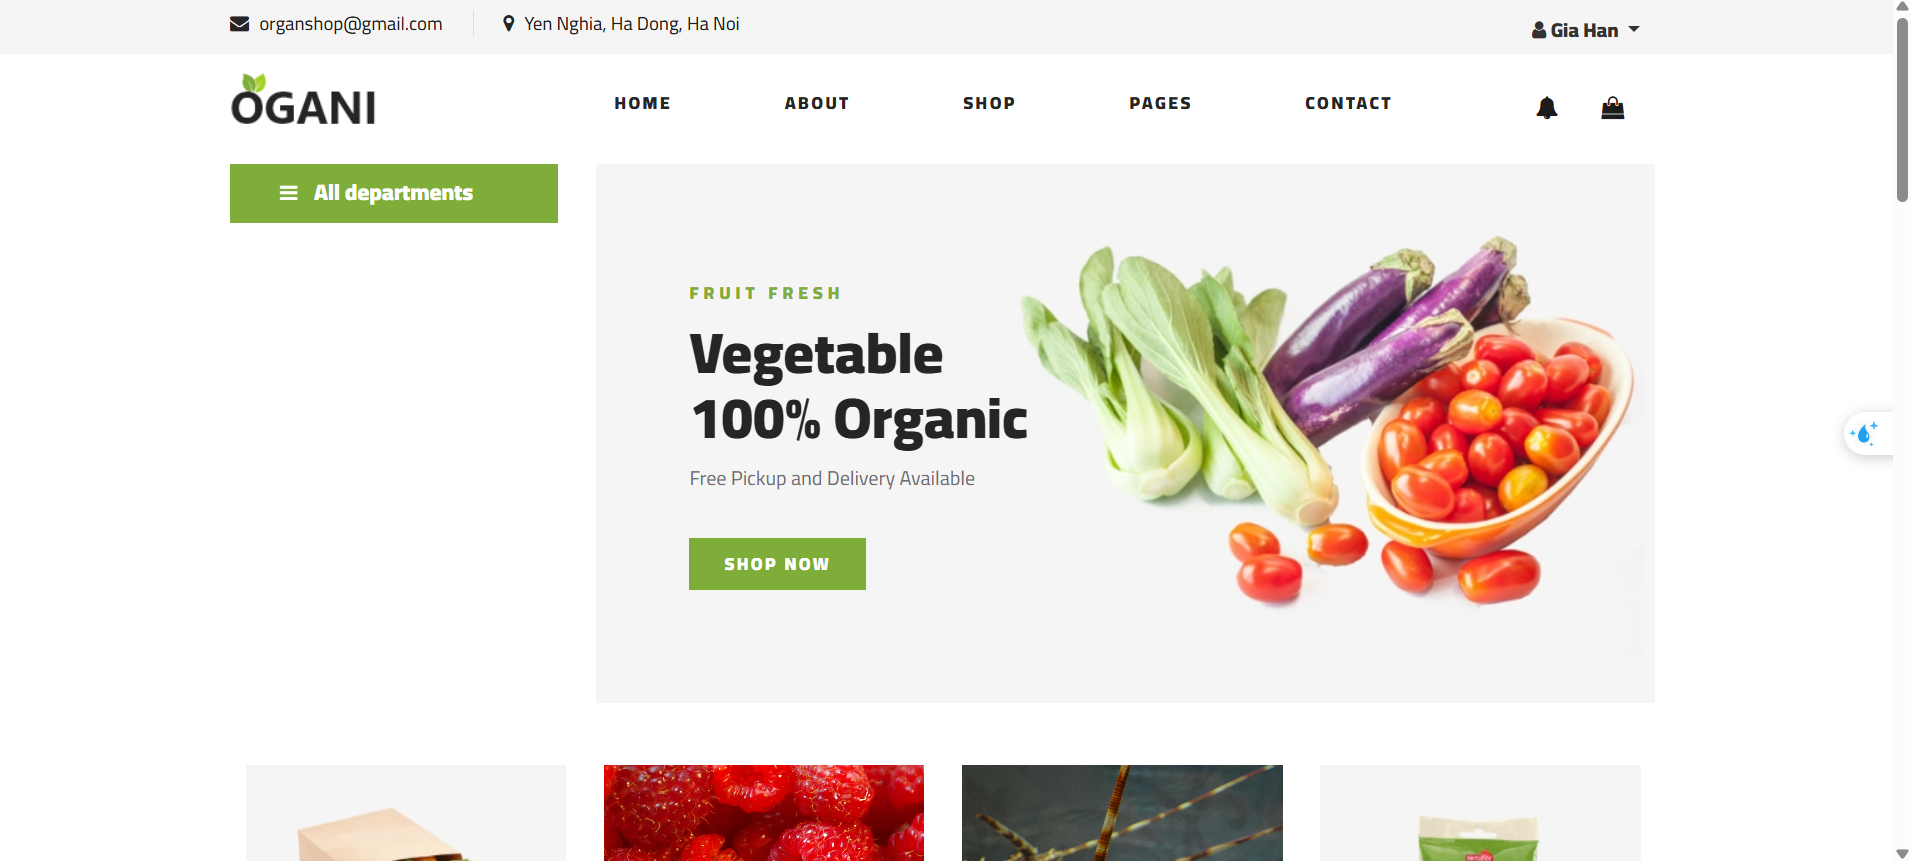 organshop@gmail.com
Yen Nghia, Ha Dong, Ha Noi
Gia Han
OGANI
HOME
ABOUT
SHOP
PAGES
CONTACT
All departments
FRUIT FRESH
Vegetable
100% Organic
Free Pickup and Delivery Available
SHOP NOW